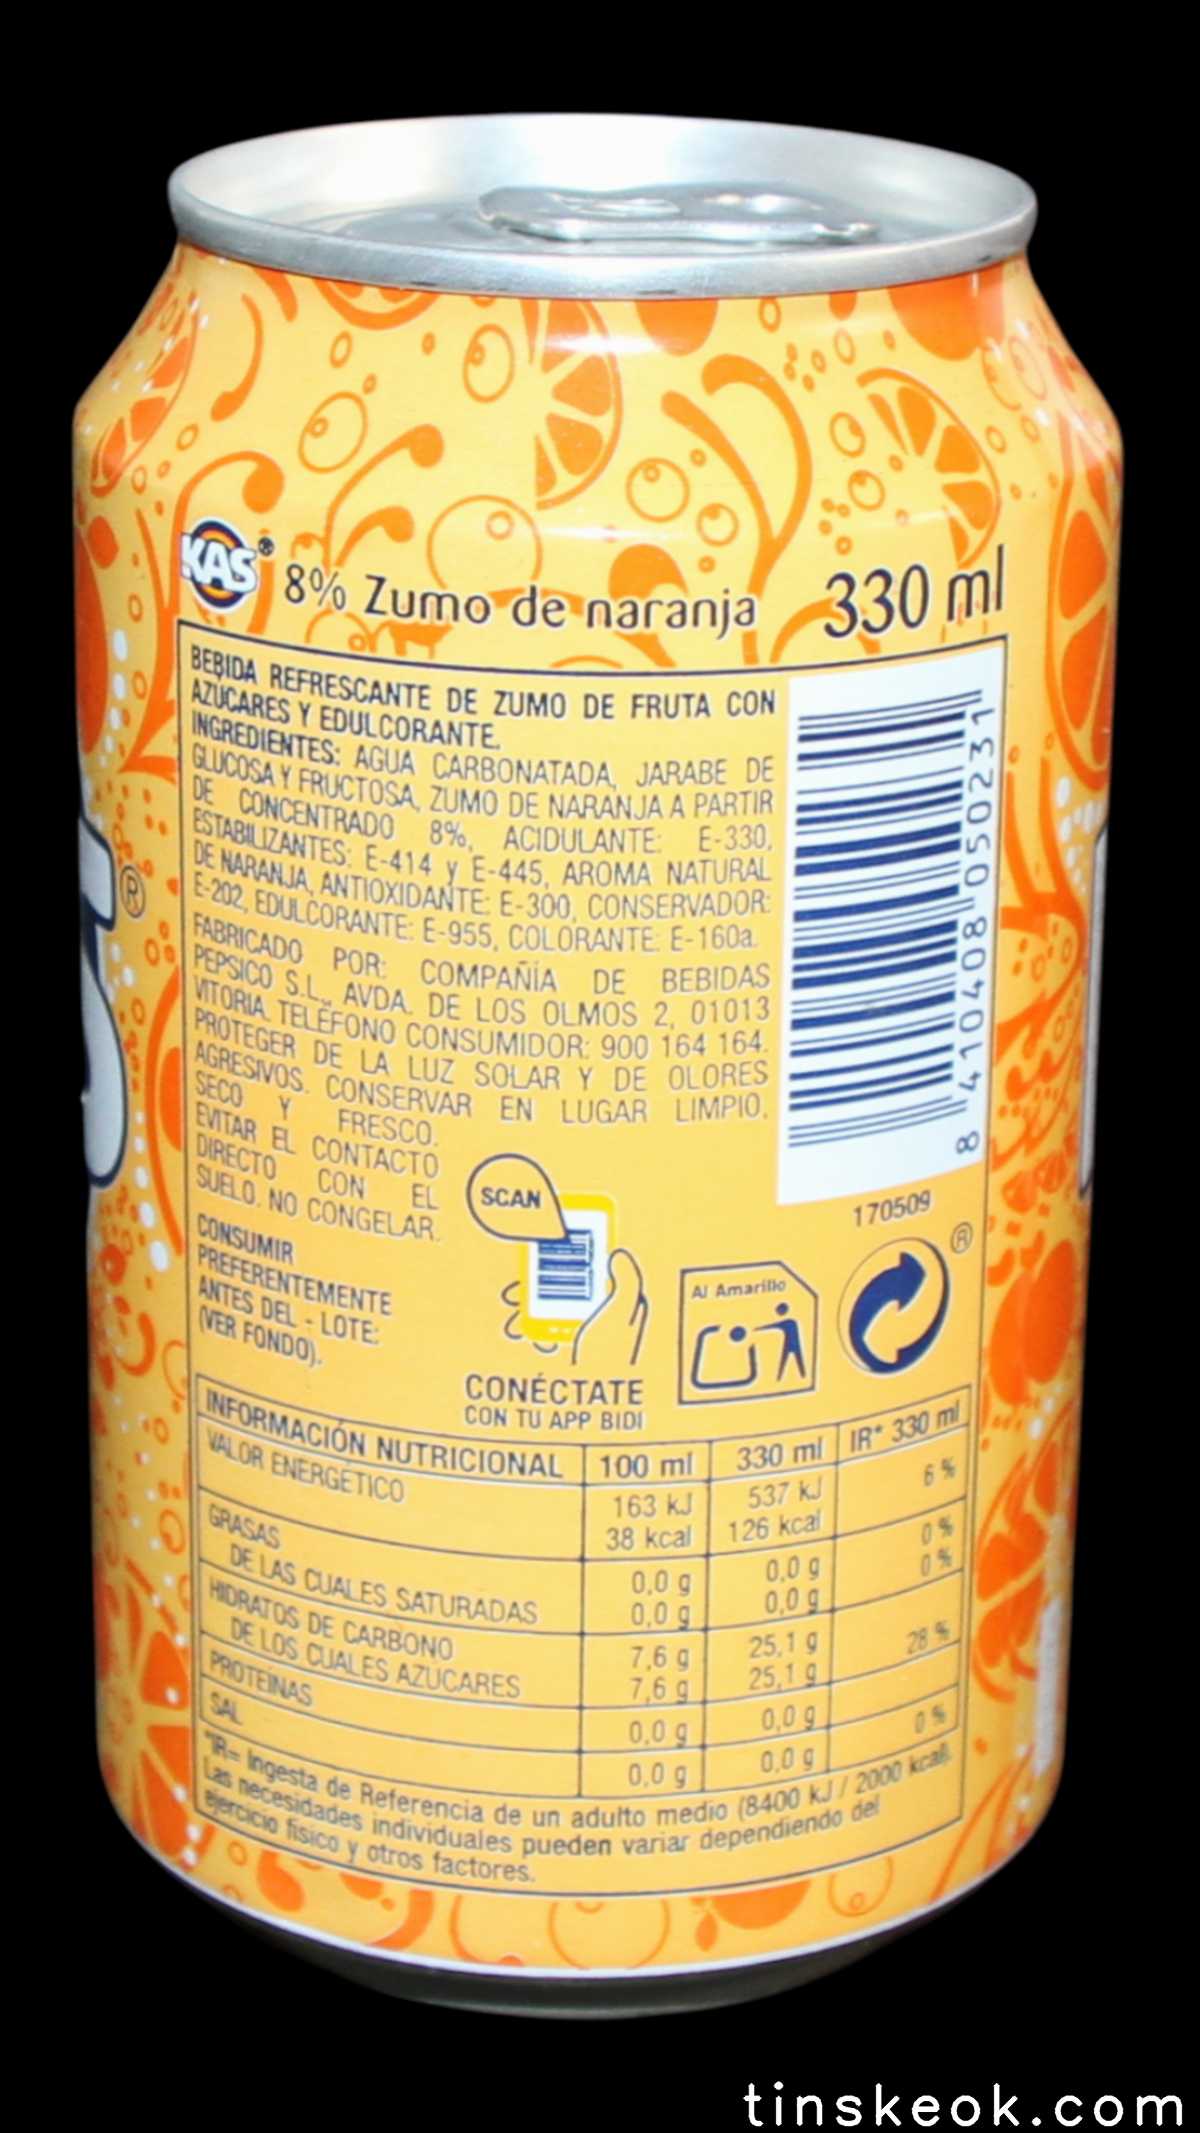 KAS®
8% Zumo de naranja
330 ml
BEBIDA REFRESCANTE DE ZUMO DE FRUTA CON
AZÚCARES Y EDULCORANTE.
INGREDIENTES: AGUA CARBONATADA, JARABE DE
GLUCOSA Y FRUCTOSA, ZUMO DE NARANJA A PARTIR
DE CONCENTRADO 8%, ACIDULANTE: E-330,
ESTABILIZANTES: E-414 y E-445, AROMA NATURAL
DE NARANJA, ANTIOXIDANTE: E-300, CONSERVADOR:
E-202, EDULCORANTE: E-955, COLORANTE: E-160a.
FABRICADO POR: COMPAÑÍA DE BEBIDAS
PEPSICO S.L., AVDA. DE LOS OLMOS 2, 01013
VITORIA. TELÉFONO CONSUMIDOR: 900 164 164.
PROTEGER DE LA LUZ SOLAR Y DE OLORES
AGRESIVOS. CONSERVAR EN LUGAR LIMPIO,
SECO Y FRESCO.
EVITAR EL CONTACTO
DIRECTO CON EL
SUELO. NO CONGELAR.
CONSUMIR
PREFERENTEMENTE
ANTES DEL - LOTE:
(VER FONDO).
SCAN
CONÉCTATE
CON TU APP BIDI
8 410408 050231
170509
Al Amarillo
®
®
INFORMACIÓN NUTRICIONAL 100 ml 330 ml IR* 330 ml
VALOR ENERGÉTICO 163 kJ 537 kJ 6 %
38 kcal 126 kcal
GRASAS 0,0 g 0,0 g 0 %
DE LAS CUALES SATURADAS 0,0 g 0,0 g 0 %
HIDRATOS DE CARBONO 7,6 g 25,1 g
DE LOS CUALES AZÚCARES 7,6 g 25,1 g 28 %
PROTEÍNAS 0,0 g 0,0 g
SAL 0,0 g 0,0 g 0 %
*IR= Ingesta de Referencia de un adulto medio (8400 kJ / 2000 kcal).
Las necesidades individuales pueden variar dependiendo del
ejercicio físico y otros factores.
tinskeok.com